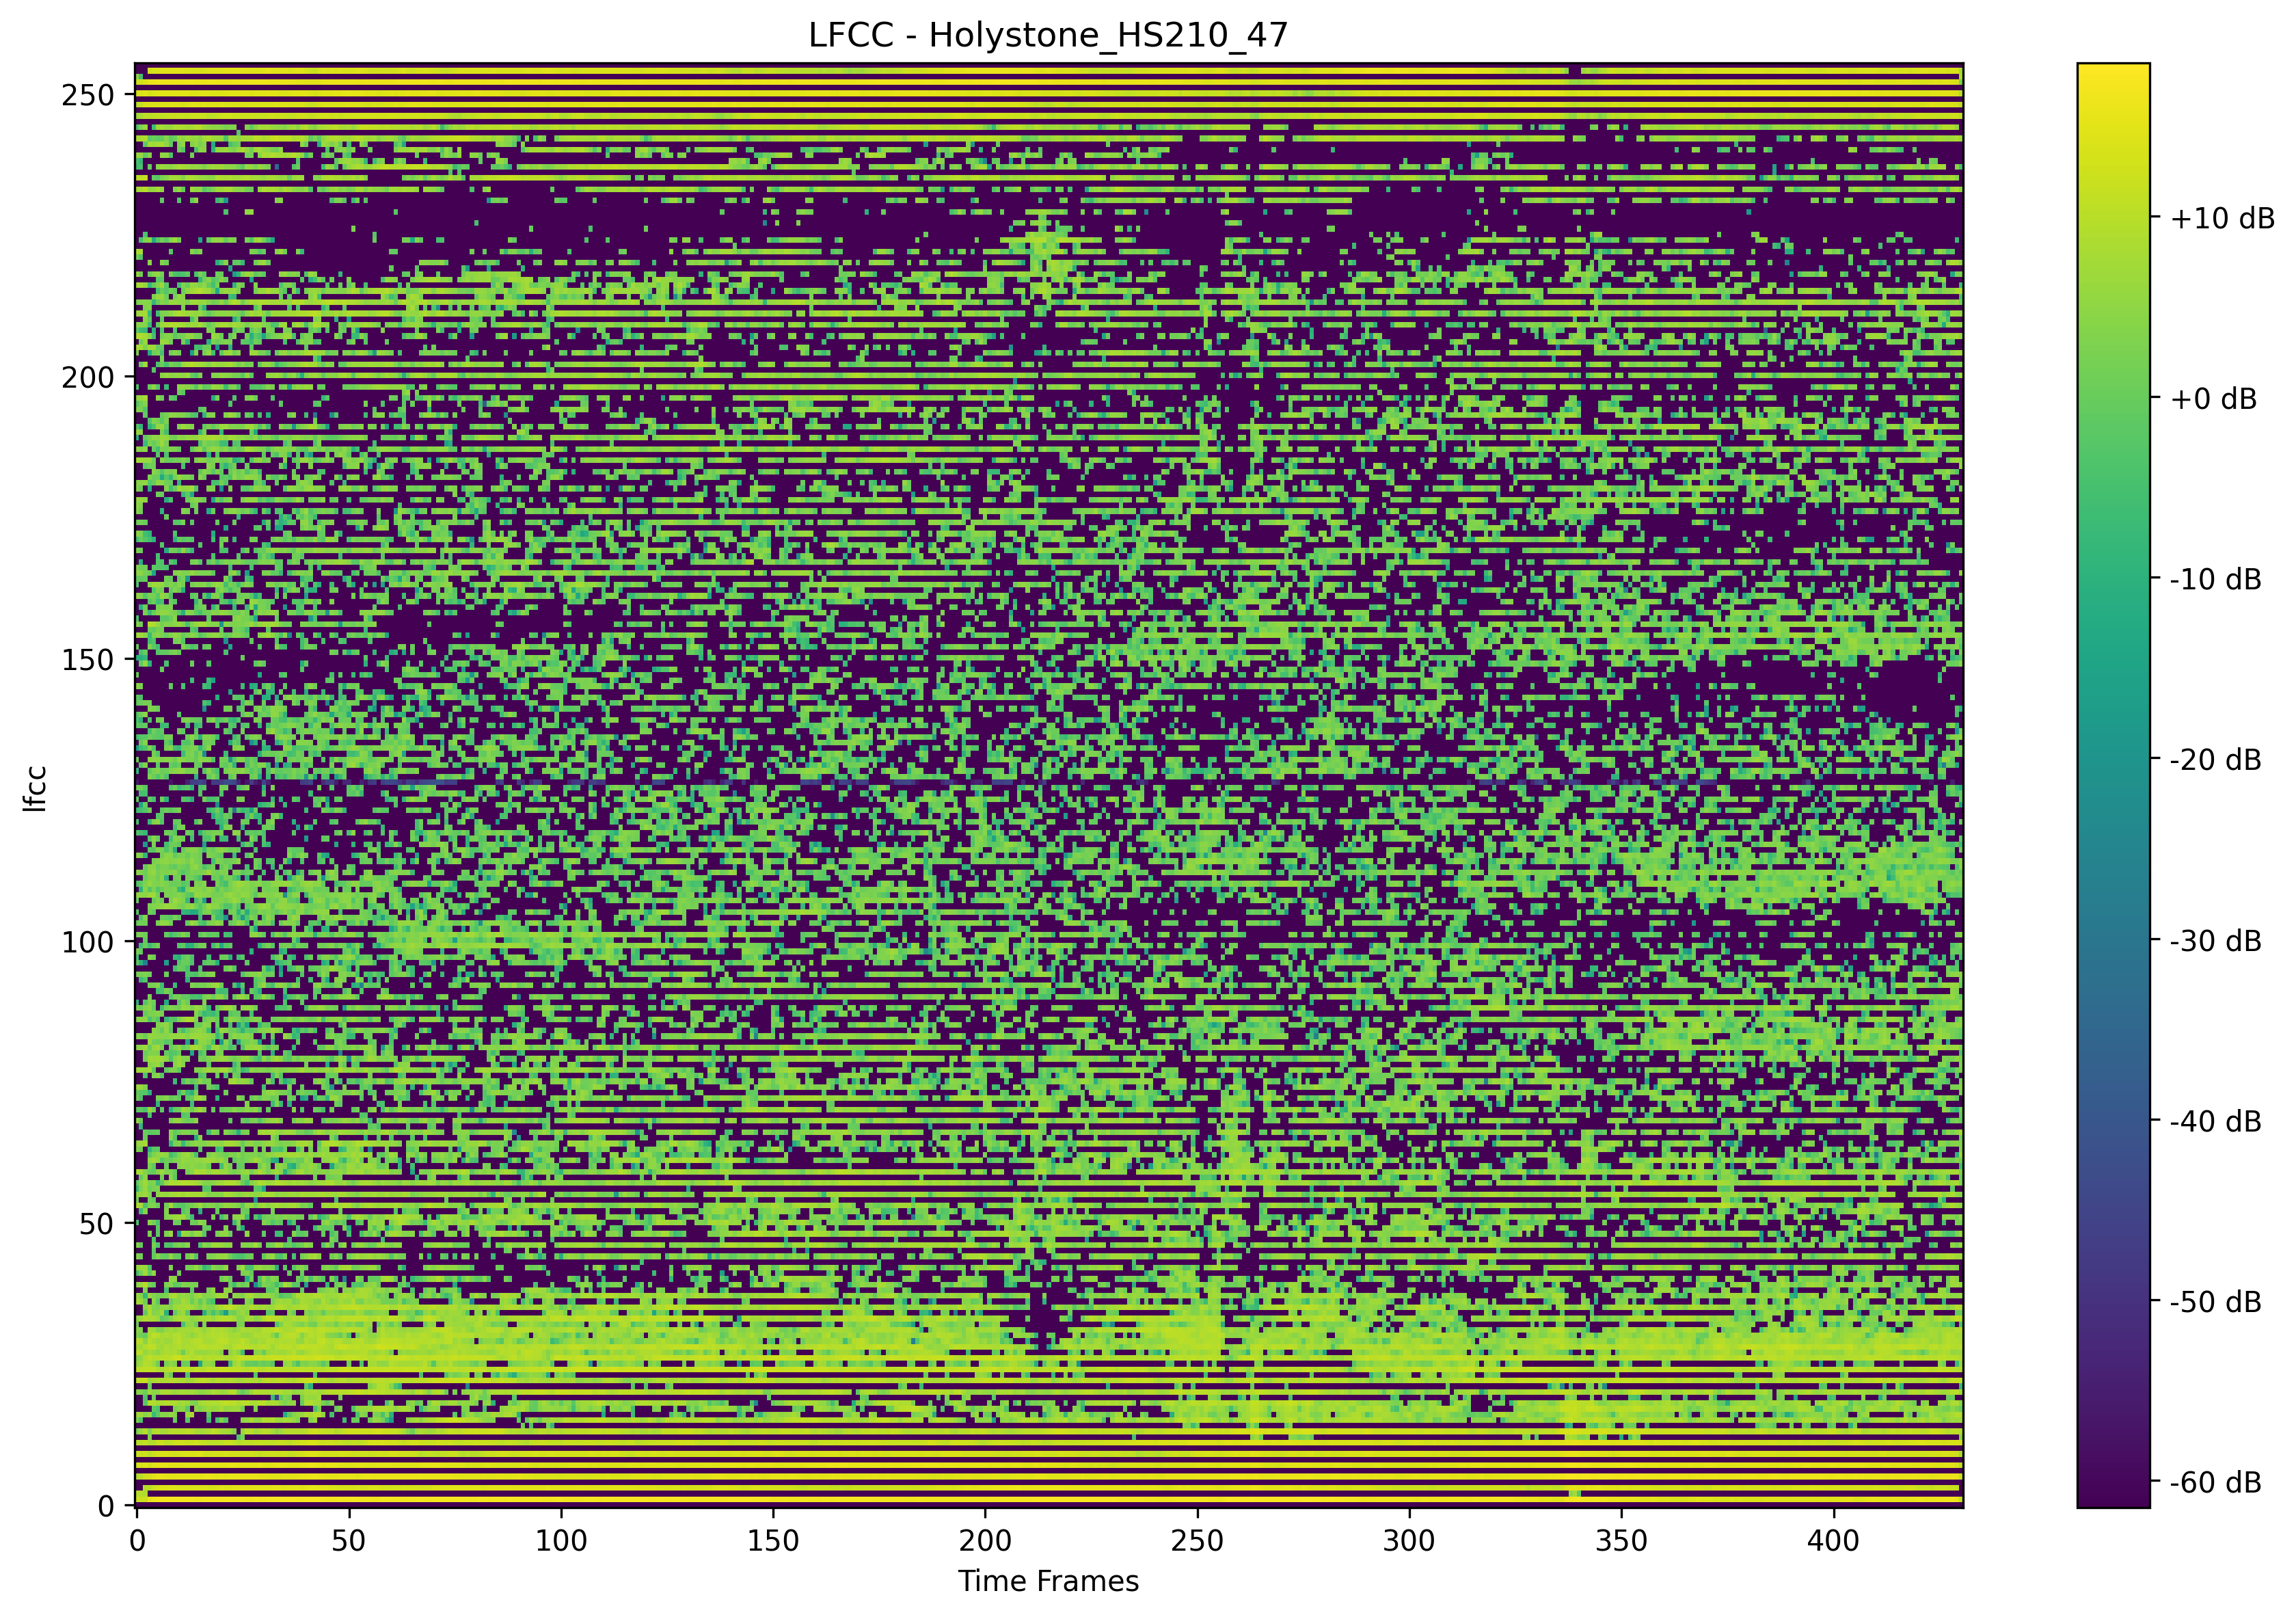 LFCC - Holystone_HS210_47
250
200
150
100
50
0
lfcc
0 50 100 150 200 250 300 350 400
Time Frames
+10 dB
+0 dB
-10 dB
-20 dB
-30 dB
-40 dB
-50 dB
-60 dB